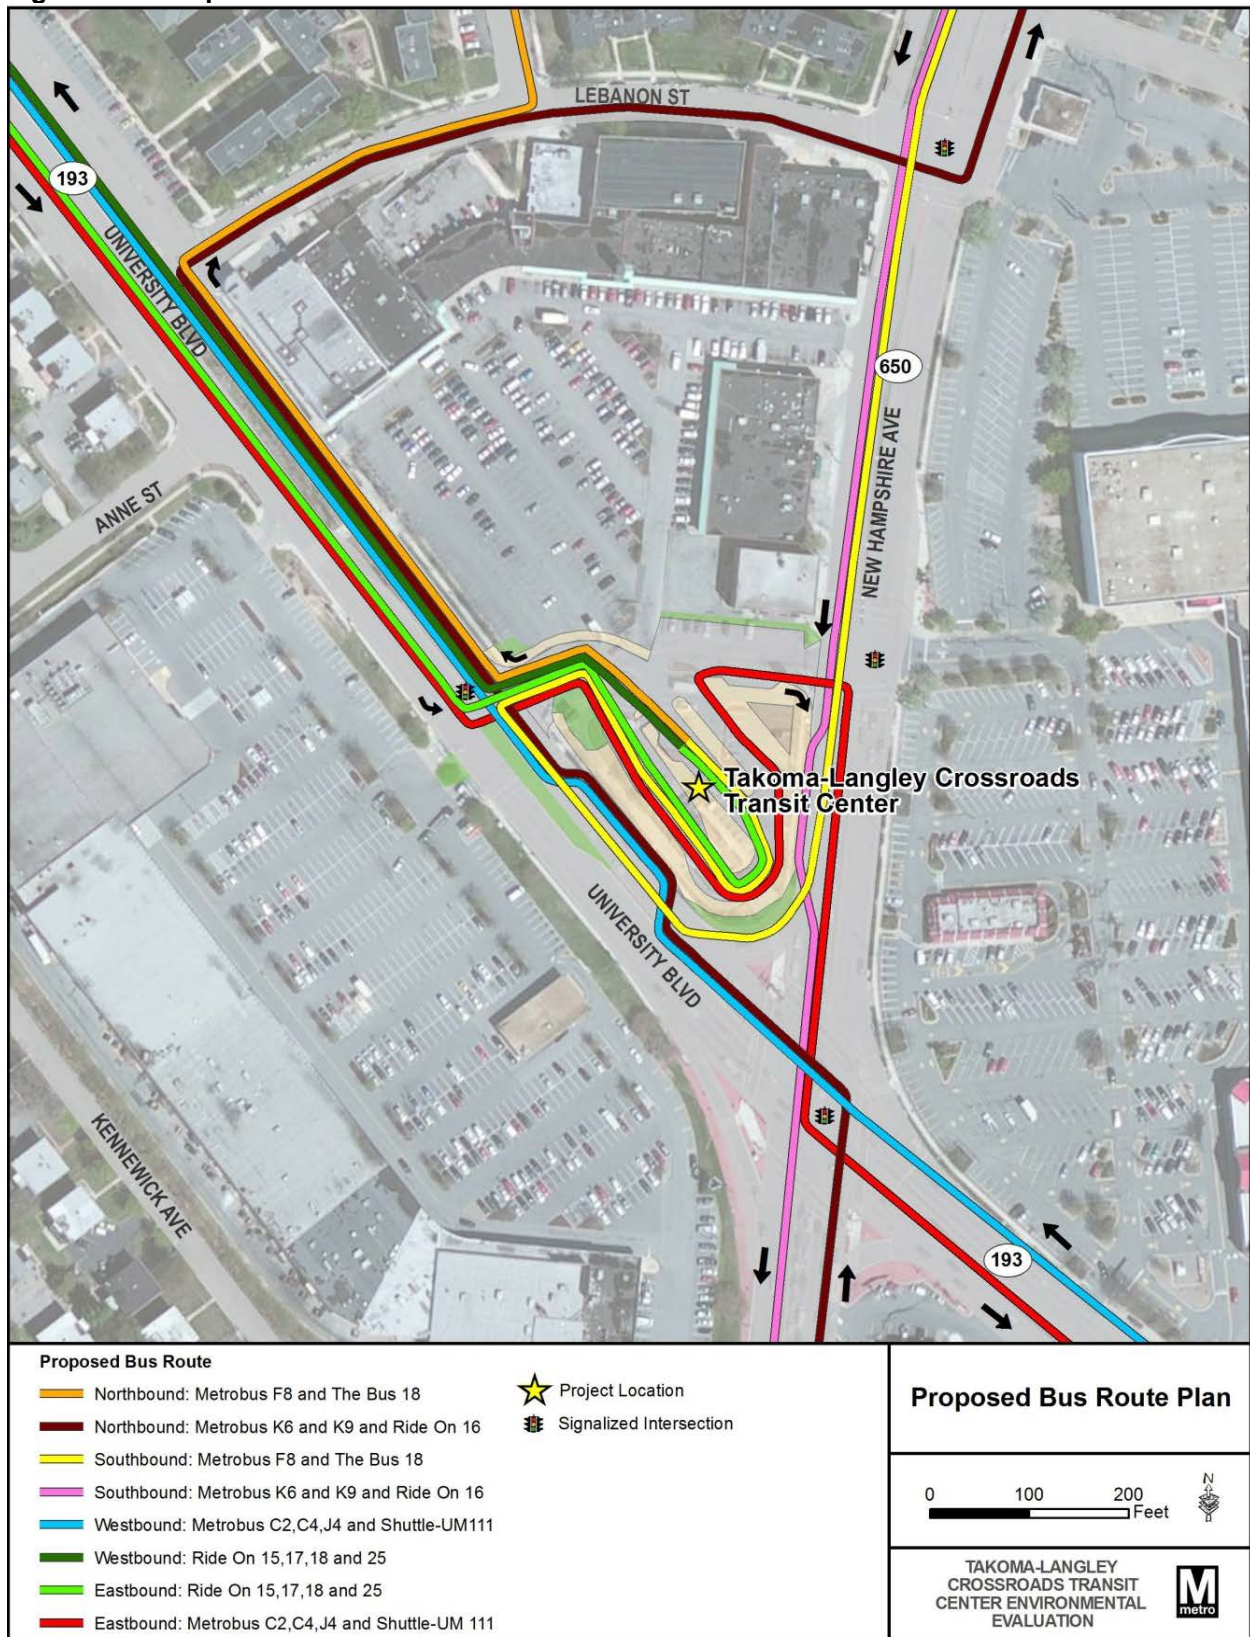 LEBANON ST
193
UNIVERSITY BLVD
650
NEW HAMPSHIRE AVE
ANNE ST
Takoma-Langley Crossroads
Transit Center
UNIVERSITY BLVD
KENNEWICK AVE
193
Proposed Bus Route
Northbound: Metrobus F8 and The Bus 18
Northbound: Metrobus K6 and K9 and Ride On 16
Southbound: Metrobus F8 and The Bus 18
Southbound: Metrobus K6 and K9 and Ride On 16
Westbound: Metrobus C2,C4,J4 and Shuttle-UM111
Westbound: Ride On 15,17,18 and 25
Eastbound: Ride On 15,17,18 and 25
Eastbound: Metrobus C2,C4,J4 and Shuttle-UM 111
Project Location
Signalized Intersection
Proposed Bus Route Plan
0 100 200
Feet
N
TAKOMA-LANGLEY
CROSSROADS TRANSIT
CENTER ENVIRONMENTAL
EVALUATION
M
metro